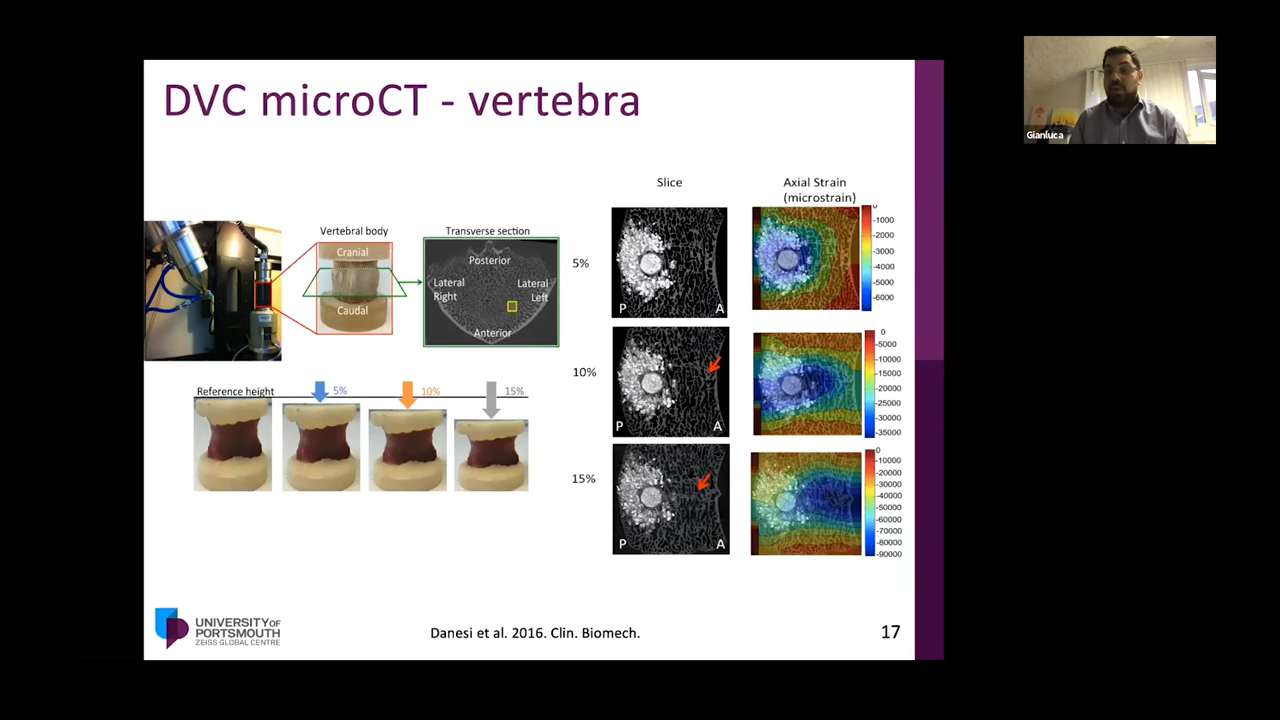 DVC microCT - vertebra
Gianluca
Slice
Axial Strain
(microstrain)
Vertebral body
Transverse section
Cranial
Caudal
Posterior
Lateral
Right
Lateral
Left
Anterior
Reference height
5%
10%
15%
5%
P
A
0
-1000
-2000
-3000
-4000
-5000
-6000
10%
P
A
0
-5000
-10000
-15000
-20000
-25000
-30000
-35000
15%
P
A
0
-10000
-20000
-30000
-40000
-50000
-60000
-70000
-80000
-90000
UNIVERSITY OF
PORTSMOUTH
ZEISS GLOBAL CENTRE
Danesi et al. 2016. Clin. Biomech.
17